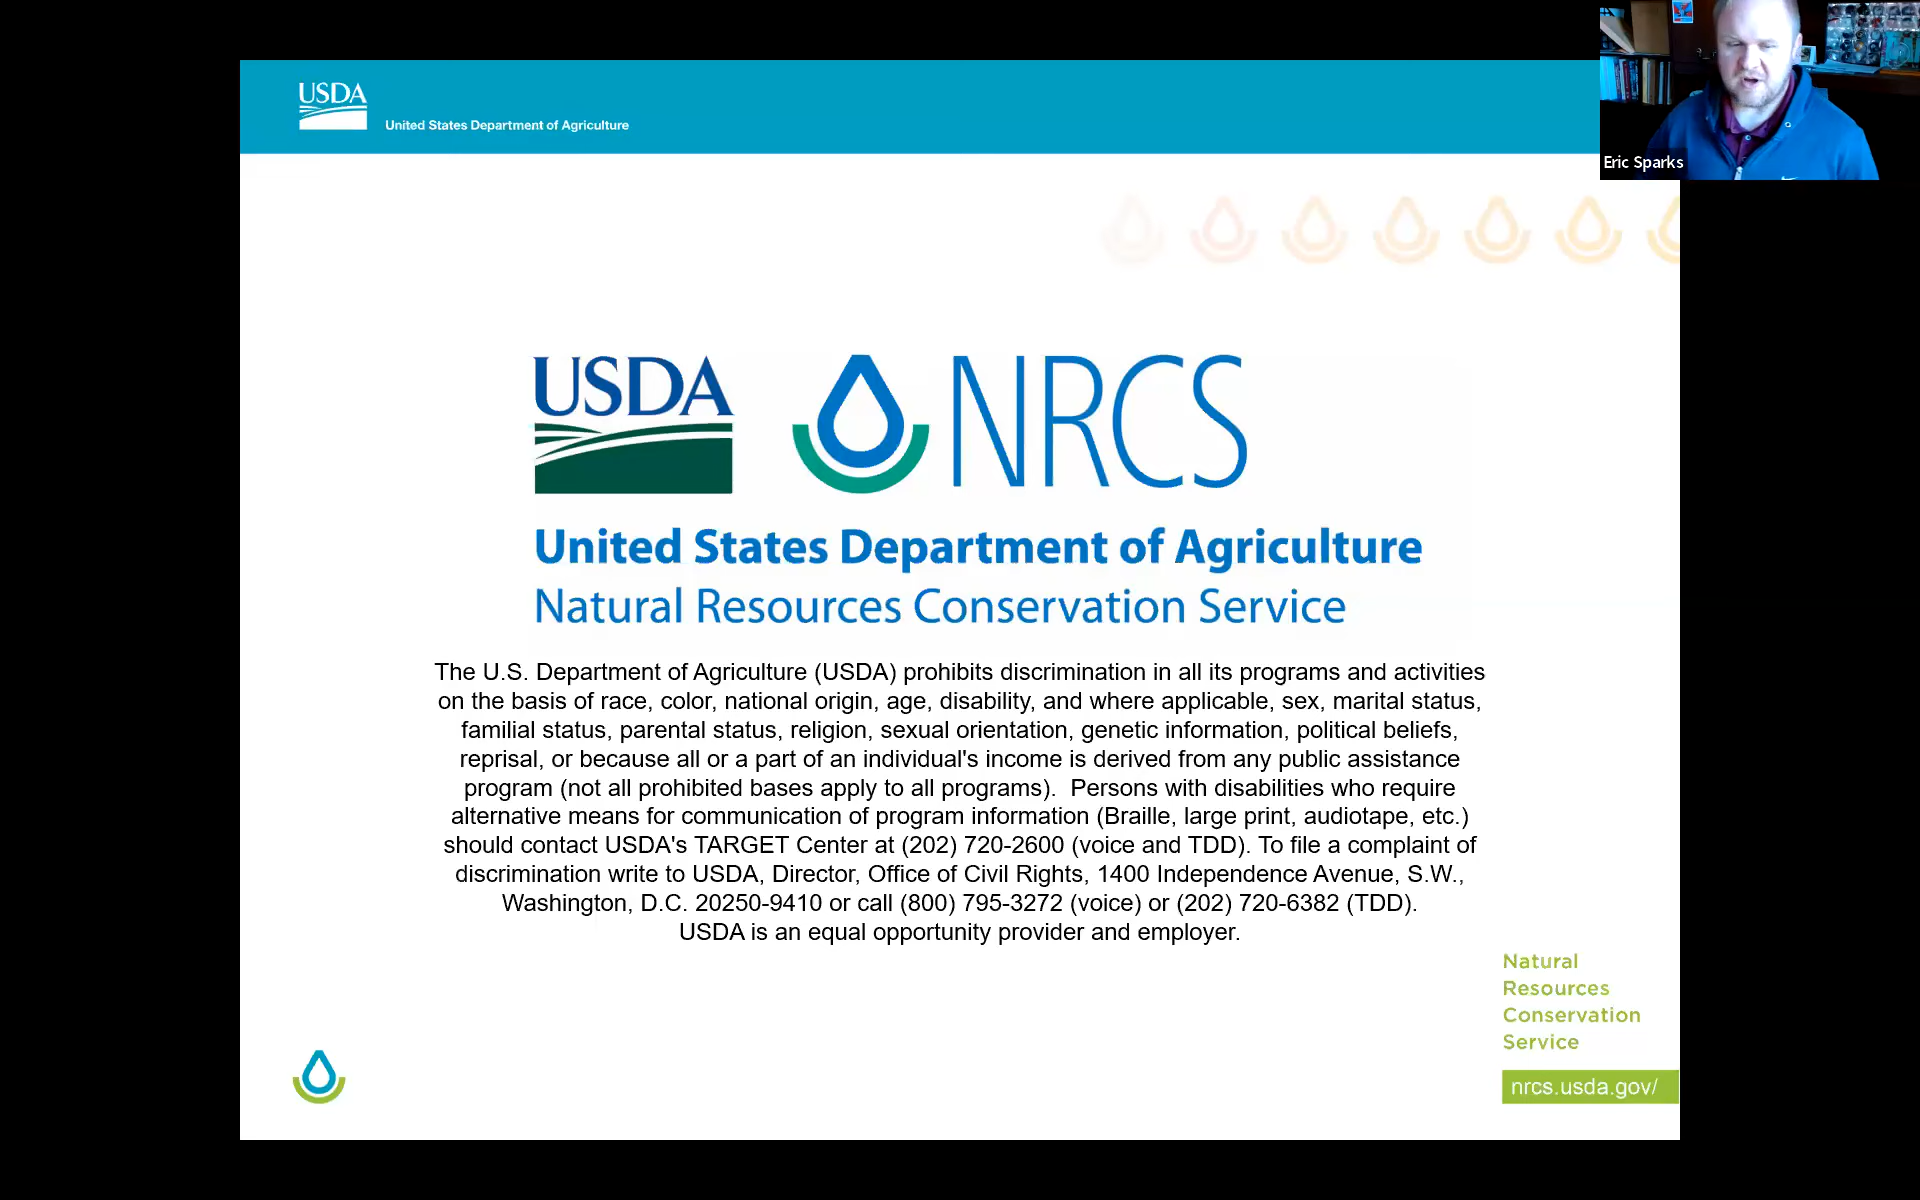 USDA
United States Department of Agriculture
Eric Sparks
USDA NRCS
United States Department of Agriculture
Natural Resources Conservation Service
The U.S. Department of Agriculture (USDA) prohibits discrimination in all its programs and activities
on the basis of race, color, national origin, age, disability, and where applicable, sex, marital status,
familial status, parental status, religion, sexual orientation, genetic information, political beliefs,
reprisal, or because all or a part of an individual's income is derived from any public assistance
program (not all prohibited bases apply to all programs).  Persons with disabilities who require
alternative means for communication of program information (Braille, large print, audiotape, etc.)
should contact USDA's TARGET Center at (202) 720-2600 (voice and TDD). To file a complaint of
discrimination write to USDA, Director, Office of Civil Rights, 1400 Independence Avenue, S.W.,
Washington, D.C. 20250-9410 or call (800) 795-3272 (voice) or (202) 720-6382 (TDD).
USDA is an equal opportunity provider and employer.
Natural
Resources
Conservation
Service
nrcs.usda.gov/